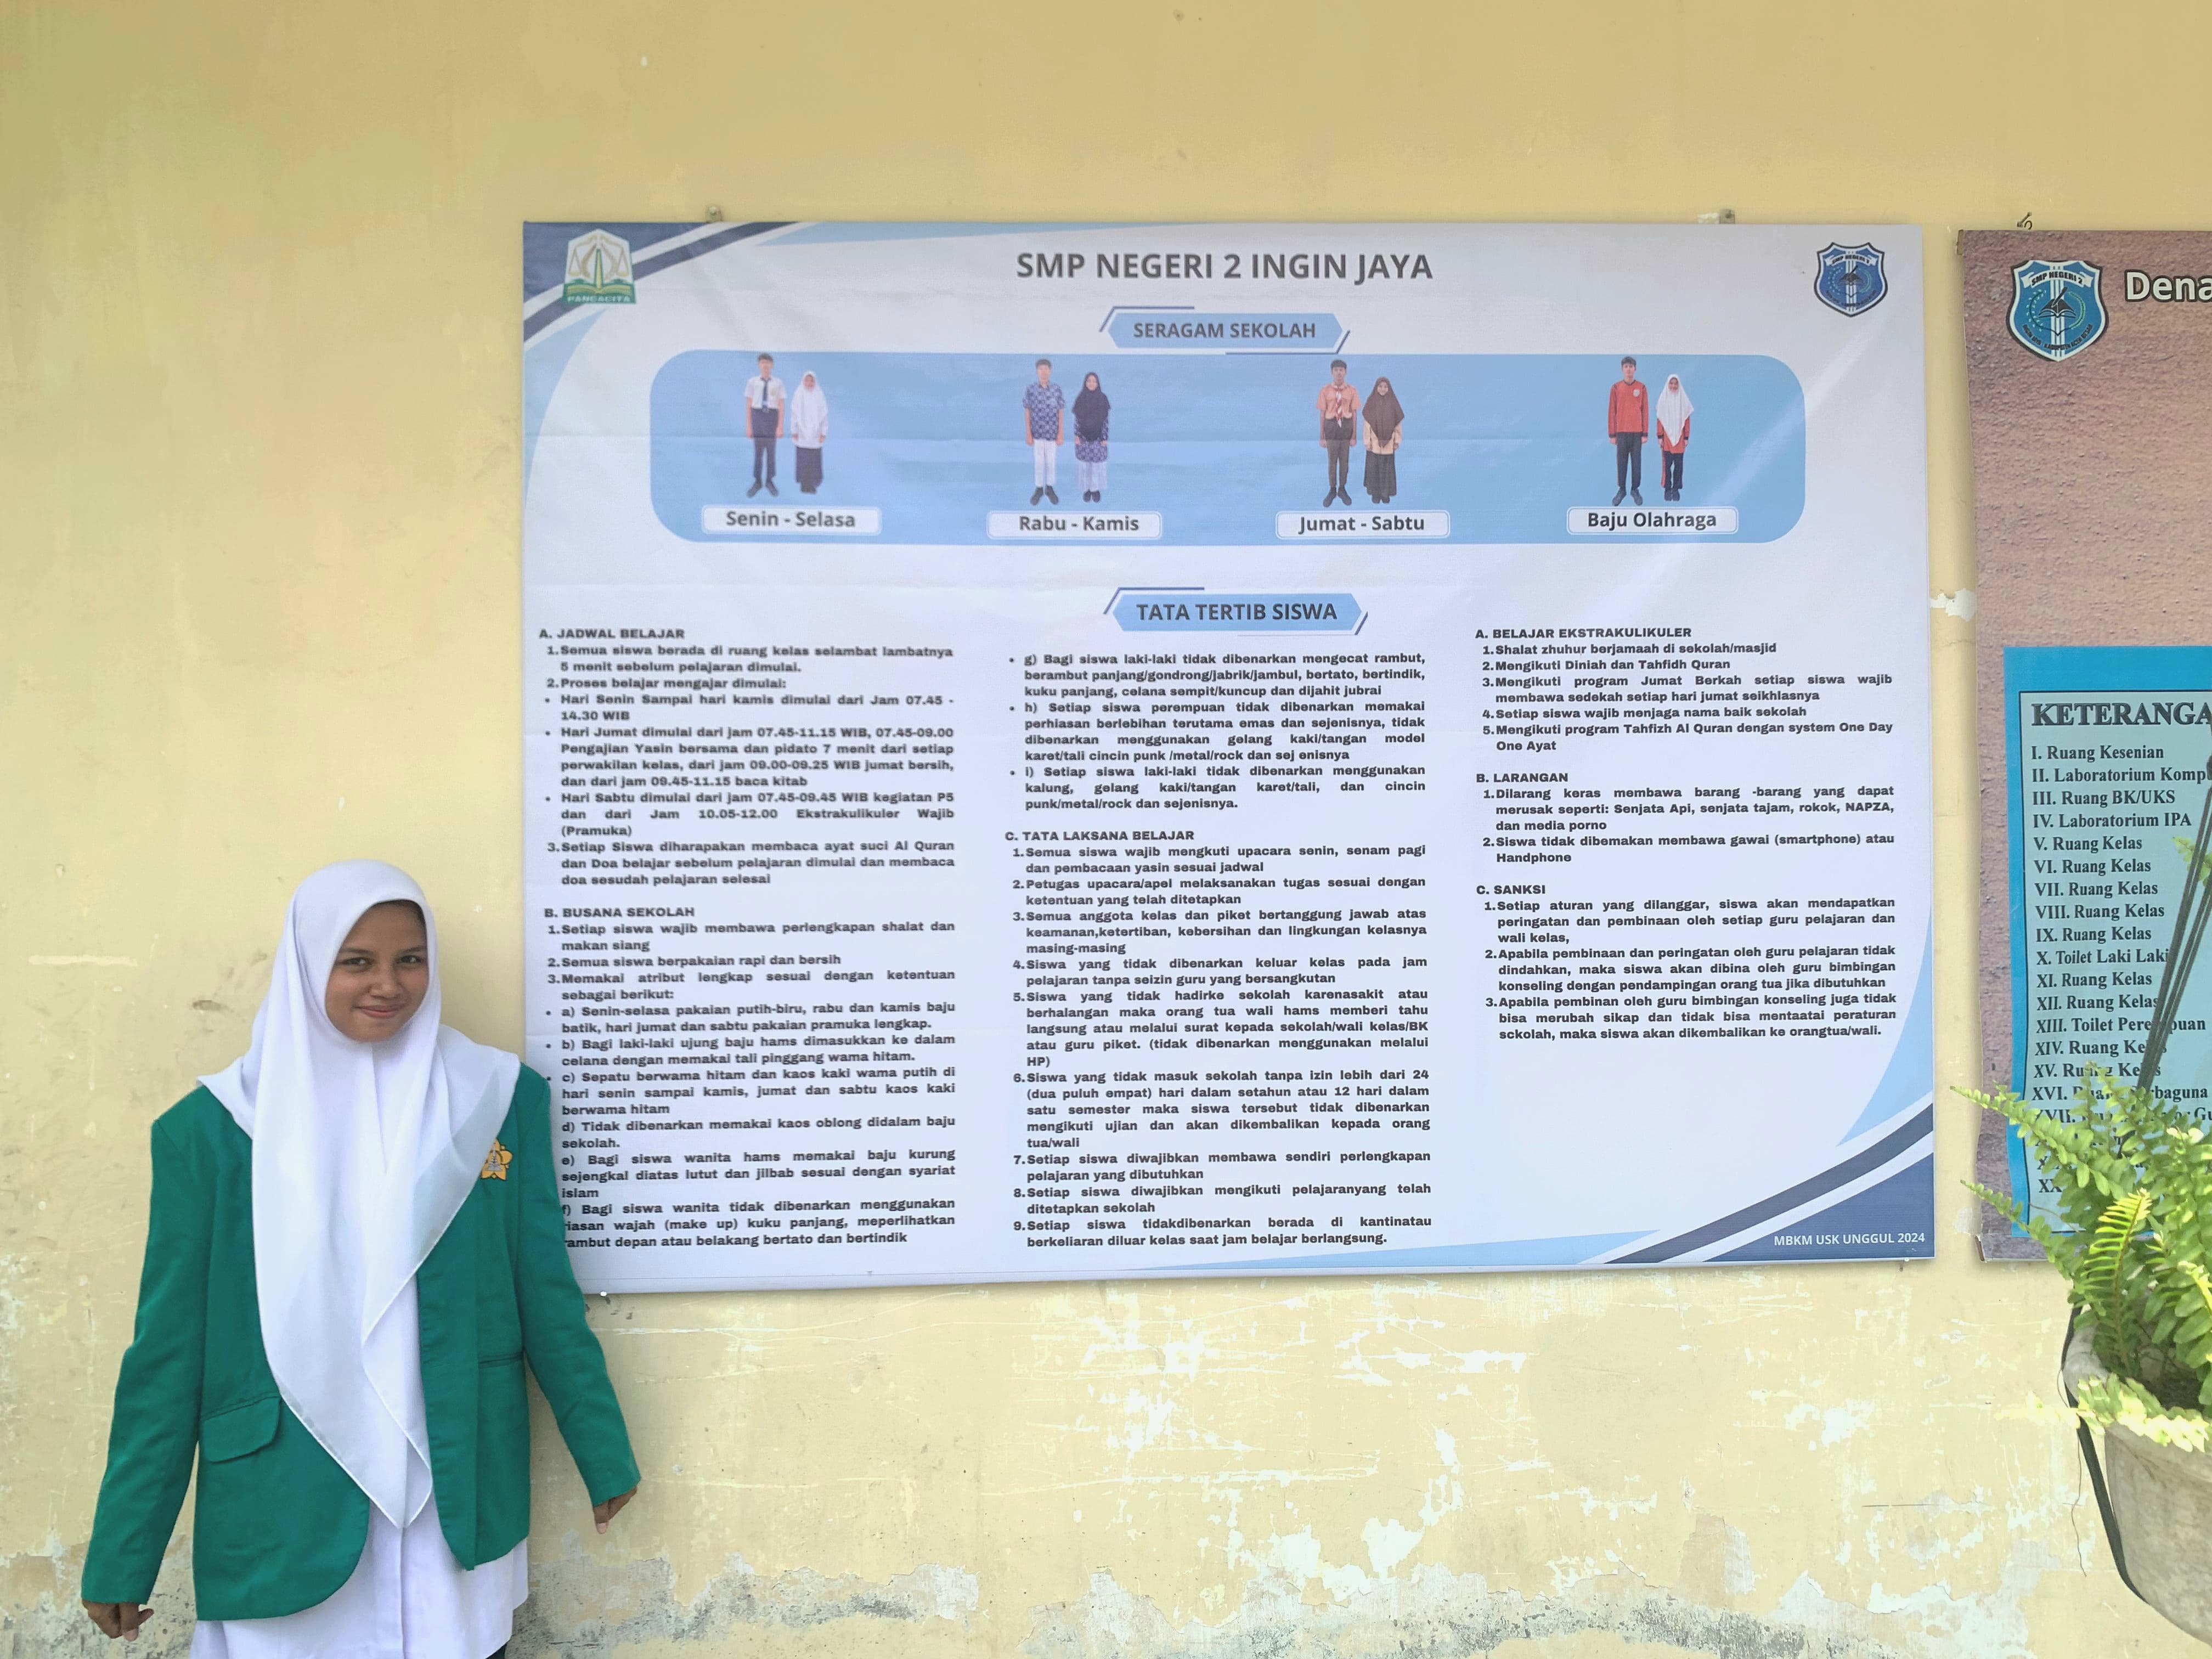 PANCACITA
SMP NEGERI 2 INGIN JAYA
SMP NEGERI 2
SERAGAM SEKOLAH
Senin - Selasa
Rabu - Kamis
Jumat - Sabtu
Baju Olahraga
TATA TERTIB SISWA
A. JADWAL BELAJAR
1. Semua siswa berada di ruang kelas selambat lambatnya
5 menit sebelum pelajaran dimulai.
2. Proses belajar mengajar dimulai:
• Hari Senin Sampai hari kamis dimulai dari Jam 07.45 -
14.30 WIB
• Hari Jumat dimulai dari jam 07.45-11.15 WIB, 07.45-09.00
Pengajian Yasin bersama dan pidato 7 menit dari setiap
perwakilan kelas, dari jam 09.00-09.25 WIB jumat bersih,
dan dari jam 09.45-11.15 baca kitab
• Hari Sabtu dimulai dari jam 07.45-09.45 WIB kegiatan P5
dan dari Jam 10.05-12.00 Ekstrakulikuler Wajib
(Pramuka)
3. Setiap Siswa diharapakan membaca ayat suci Al Quran
dan Doa belajar sebelum pelajaran dimulai dan membaca
doa sesudah pelajaran selesai
B. BUSANA SEKOLAH
1. Setiap siswa wajib membawa perlengkapan shalat dan
makan siang
2. Semua siswa berpakaian rapi dan bersih
3. Memakai atribut lengkap sesuai dengan ketentuan
sebagai berikut:
• a) Senin-selasa pakaian putih-biru, rabu dan kamis baju
batik, hari jumat dan sabtu pakaian pramuka lengkap.
• b) Bagi laki-laki ujung baju hams dimasukkan ke dalam
celana dengan memakai tali pinggang wama hitam.
• c) Sepatu berwama hitam dan kaos kaki wama putih di
hari senin sampai kamis, jumat dan sabtu kaos kaki
berwama hitam
d) Tidak dibenarkan memakai kaos oblong didalam baju
sekolah.
e) Bagi siswa wanita hams memakai baju kurung
sejengkal diatas lutut dan jilbab sesuai dengan syariat
islam
f) Bagi siswa wanita tidak dibenarkan menggunakan
riasan wajah (make up) kuku panjang, meperlihatkan
rambut depan atau belakang bertato dan bertindik
• g) Bagi siswa laki-laki tidak dibenarkan mengecat rambut,
berambut panjang/gondrong/jabrik/jambul, bertato, bertindik,
kuku panjang, celana sempit/kuncup dan dijahit jubrai
• h) Setiap siswa perempuan tidak dibenarkan memakai
perhiasan berlebihan terutama emas dan sejenisnya, tidak
dibenarkan menggunakan gelang kaki/tangan model
karet/tali cincin punk /metal/rock dan sej enisnya
• i) Setiap siswa laki-laki tidak dibenarkan menggunakan
kalung, gelang kaki/tangan karet/tali, dan cincin
punk/metal/rock dan sejenisnya.
C. TATA LAKSANA BELAJAR
1. Semua siswa wajib mengkuti upacara senin, senam pagi
dan pembacaan yasin sesuai jadwal
2. Petugas upacara/apel melaksanakan tugas sesuai dengan
ketentuan yang telah ditetapkan
3. Semua anggota kelas dan piket bertanggung jawab atas
keamanan,ketertiban, kebersihan dan lingkungan kelasnya
masing-masing
4. Siswa yang tidak dibenarkan keluar kelas pada jam
pelajaran tanpa seizin guru yang bersangkutan
5. Siswa yang tidak hadirke sekolah karenasakit atau
berhalangan maka orang tua wali hams memberi tahu
langsung atau melalui surat kepada sekolah/wali kelas/BK
atau guru piket. (tidak dibenarkan menggunakan melalui
HP)
6. Siswa yang tidak masuk sekolah tanpa izin lebih dari 24
(dua puluh empat) hari dalam setahun atau 12 hari dalam
satu semester maka siswa tersebut tidak dibenarkan
mengikuti ujian dan akan dikembalikan kepada orang
tua/wali
7. Setiap siswa diwajibkan membawa sendiri perlengkapan
pelajaran yang dibutuhkan
8. Setiap siswa diwajibkan mengikuti pelajaranyang telah
ditetapkan sekolah
9. Setiap siswa tidakdibenarkan berada di kantinatau
berkeliaran diluar kelas saat jam belajar berlangsung.
A. BELAJAR EKSTRAKULIKULER
1. Shalat zhuhur berjamaah di sekolah/masjid
2. Mengikuti Diniah dan Tahfidh Quran
3. Mengikuti program Jumat Berkah setiap siswa wajib
membawa sedekah setiap hari jumat seikhlasnya
4. Setiap siswa wajib menjaga nama baik sekolah
5. Mengikuti program Tahfizh Al Quran dengan system One Day
One Ayat
B. LARANGAN
1. Dilarang keras membawa barang -barang yang dapat
merusak seperti: Senjata Api, senjata tajam, rokok, NAPZA,
dan media porno
2. Siswa tidak dibemakan membawa gawai (smartphone) atau
Handphone
C. SANKSI
1. Setiap aturan yang dilanggar, siswa akan mendapatkan
peringatan dan pembinaan oleh setiap guru pelajaran dan
wali kelas,
2. Apabila pembinaan dan peringatan oleh guru pelajaran tidak
dindahkan, maka siswa akan dibina oleh guru bimbingan
konseling dengan pendampingan orang tua jika dibutuhkan
3. Apabila pembinan oleh guru bimbingan konseling juga tidak
bisa merubah sikap dan tidak bisa mentaatai peraturan
sckolah, maka siswa akan dikembalikan ke orangtua/wali.
MBKM USK UNGGUL 2024
SMP NEGERI 2
Dena
KETERANGA
I. Ruang Kesenian
II. Laboratorium Komp
III. Ruang BK/UKS
IV. Laboratorium IPA
V. Ruang Kelas
VI. Ruang Kelas
VII. Ruang Kelas
VIII. Ruang Kelas
IX. Ruang Kelas
X. Toilet Laki Laki
XI. Ruang Kelas
XII. Ruang Kelas
XIII. Toilet Perempuan
XIV. Ruang Kelas
XV. Ruang Kelas
XVI.